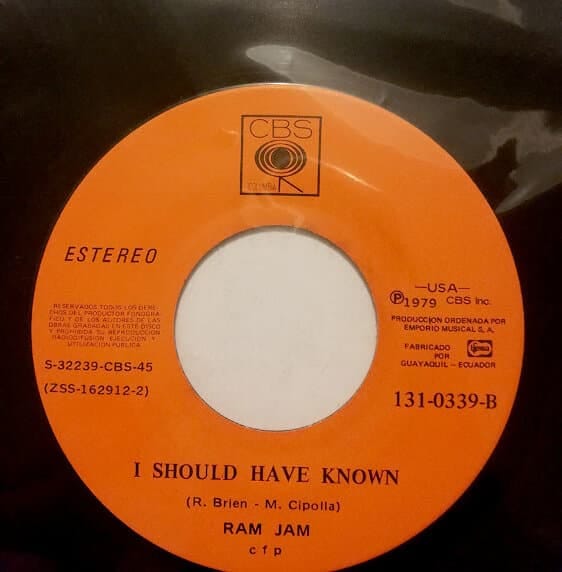 CBS
COLUMBIA
ESTEREO
RESERVADOS TODOS LOS DERE-
CHOS DEL PRODUCTOR FONOGRA-
FICO Y DE LOS AUTORES DE LAS
OBRAS GRABADAS EN ESTE DISCO
Y PROHIBIDA SU REPRODUCCION
RADIODIFUSION EJECUCION Y
UTILIZACION PUBLICA
S-32239-CBS-45
(ZSS-162912-2)
—USA—
Ⓟ1979 CBS Inc.
PRODUCCION ORDENADA POR
EMPORIO MUSICAL S, A,
FABRICADO
POR
GUAYAQUIL — ECUADOR
131-0339-B
I SHOULD HAVE KNOWN
(R. Brien - M. Cipolla)
RAM JAM
c f p